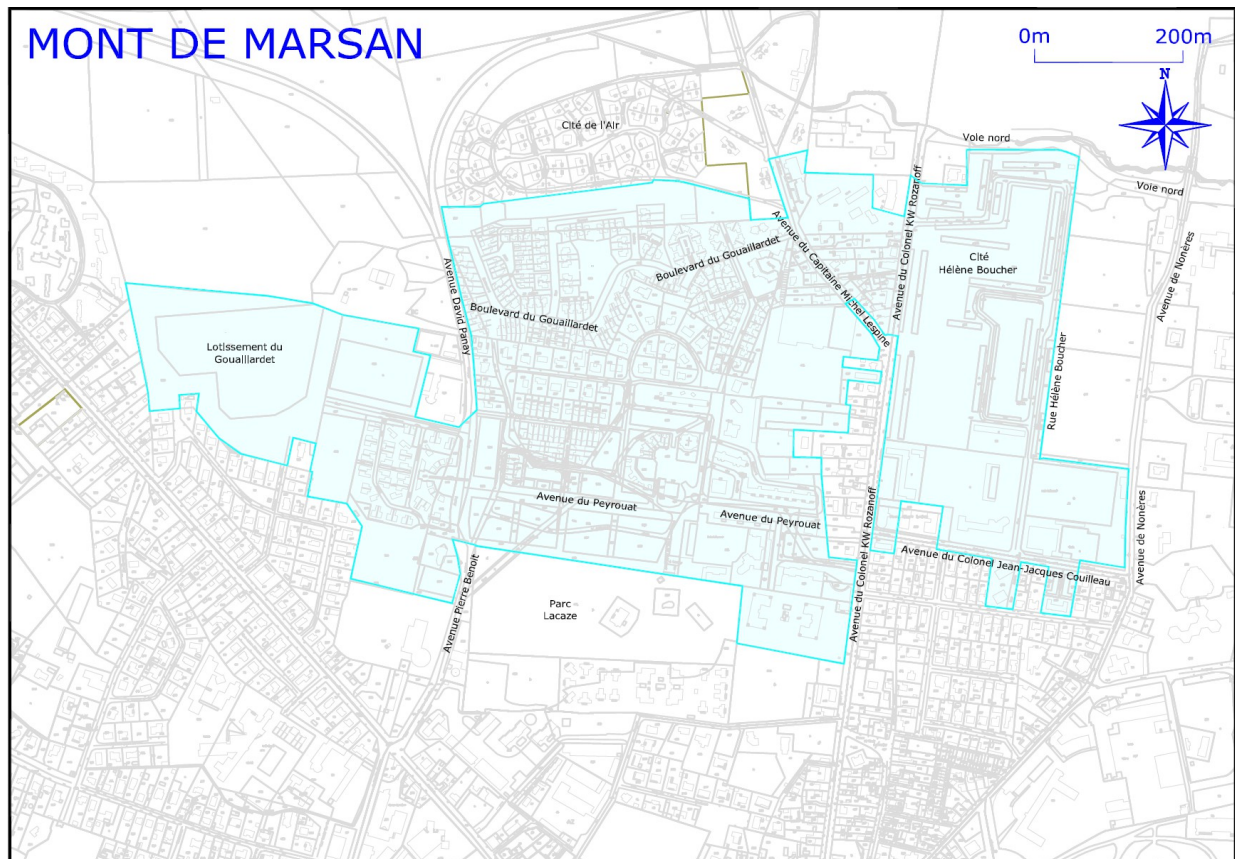 MONT DE MARSAN
0m
200m
N
Cité de l'Air
Voie nord
Voie nord
Avenue du Colonel KW Rozanoff
Avenue du Capitaine Michel Lespine
Boulevard du Gouaillardet
Cité
Hélène Boucher
Avenue de Nonères
Avenue David Panay
Boulevard du Gouaillardet
Lotissement du
Gouaillardet
Rue Hélène Boucher
Avenue du Peyrouat
Avenue du Peyrouat
Avenue du Colonel KW Rozanoff
Avenue du Colonel Jean-Jacques Couilleau
Avenue de Nonères
Avenue Pierre Benoit
Parc
Lacaze